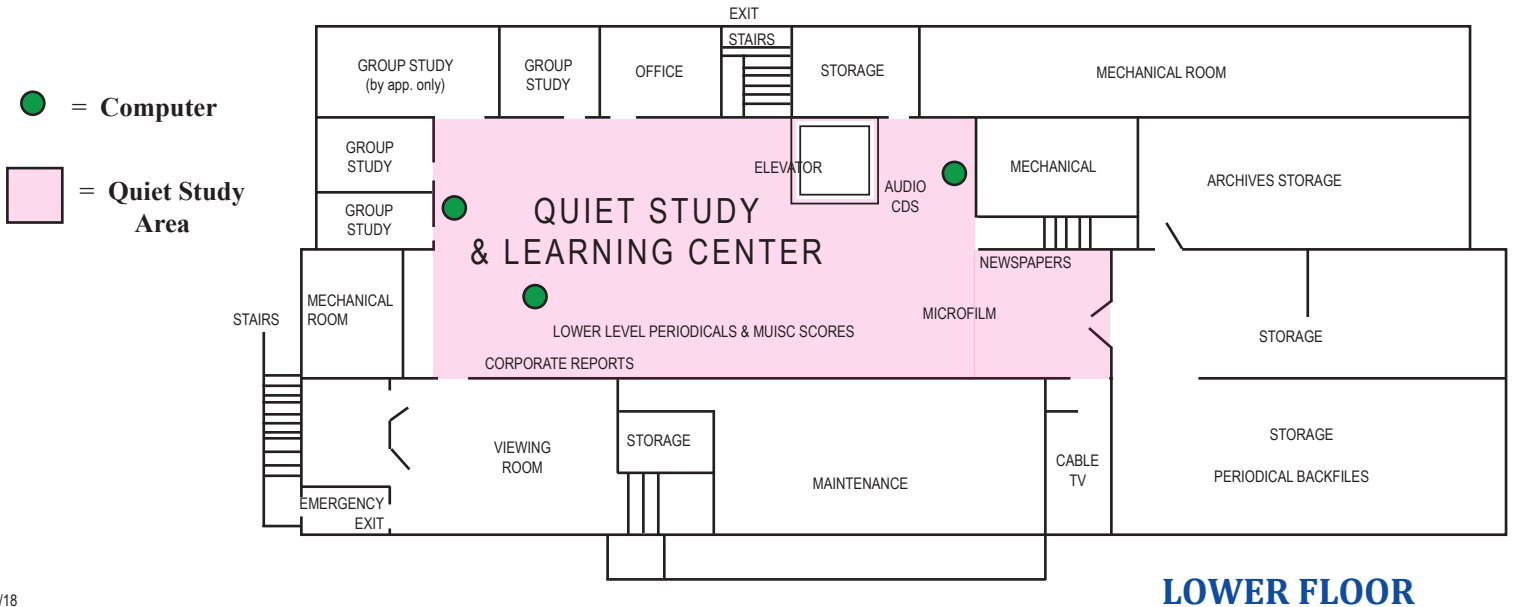 EXIT
STAIRS
GROUP STUDY
(by app. only)
GROUP
STUDY
OFFICE
STORAGE
MECHANICAL ROOM
= Computer
= Quiet Study
Area
GROUP
STUDY
GROUP
STUDY
ELEVATOR
AUDIO
CDS
MECHANICAL
ARCHIVES STORAGE
QUIET STUDY
& LEARNING CENTER
NEWSPAPERS
MECHANICAL
ROOM
STAIRS
MICROFILM
LOWER LEVEL PERIODICALS & MUISC SCORES
CORPORATE REPORTS
STORAGE
VIEWING
ROOM
STORAGE
MAINTENANCE
CABLE
TV
STORAGE
PERIODICAL BACKFILES
EMERGENCY
EXIT
LOWER FLOOR
/18